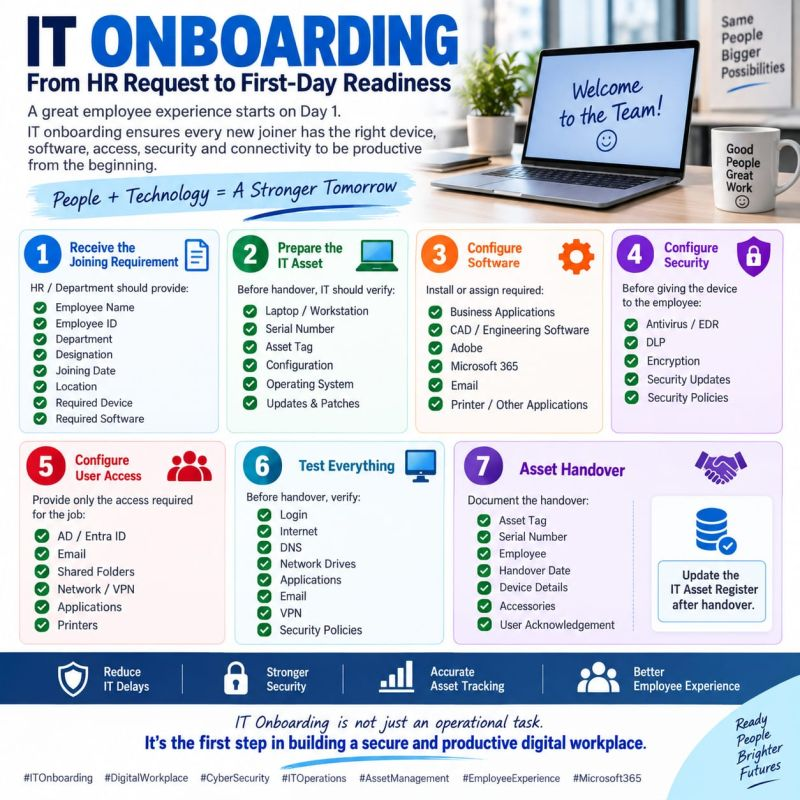 IT ONBOARDING
From HR Request to First-Day Readiness
A great employee experience starts on Day 1.
IT onboarding ensures every new joiner has the right device,
software, access, security and connectivity to be productive
from the beginning.
People + Technology = A Stronger Tomorrow
Welcome
to the Team!
Same
People
Bigger
Possibilities
Good
People
Great
Work
1
Receive the
Joining Requirement
HR / Department should provide:
Employee Name
Employee ID
Department
Designation
Joining Date
Location
Required Device
Required Software
2
Prepare the
IT Asset
Before handover, IT should verify:
Laptop / Workstation
Serial Number
Asset Tag
Configuration
Operating System
Updates & Patches
3
Configure
Software
Install or assign required:
Business Applications
CAD / Engineering Software
Adobe
Microsoft 365
Email
Printer / Other Applications
4
Configure
Security
Before giving the device
to the employee:
Antivirus / EDR
DLP
Encryption
Security Updates
Security Policies
5
Configure
User Access
Provide only the access required
for the job:
AD / Entra ID
Email
Shared Folders
Network / VPN
Applications
Printers
6
Test Everything
Before handover, verify:
Login
Internet
DNS
Network Drives
Applications
Email
VPN
Security Policies
7
Asset Handover
Document the handover:
Asset Tag
Serial Number
Employee
Handover Date
Device Details
Accessories
User Acknowledgement
Update the
IT Asset Register
after handover.
Reduce
IT Delays
Stronger
Security
Accurate
Asset Tracking
Better
Employee Experience
IT Onboarding is not just an operational task.
It's the first step in building a secure and productive digital workplace.
Ready
People
Brighter
Futures
#ITOnboarding #DigitalWorkplace #CyberSecurity #ITOperations #AssetManagement #EmployeeExperience #Microsoft365